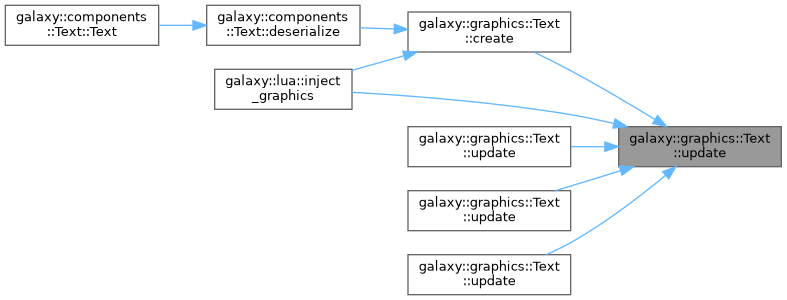 galaxy::components
::Text::Text
galaxy::components
::Text::deserialize
galaxy::graphics::Text
::create
galaxy::lua::inject
_graphics
galaxy::graphics::Text
::update
galaxy::graphics::Text
::update
galaxy::graphics::Text
::update
galaxy::graphics::Text
::update